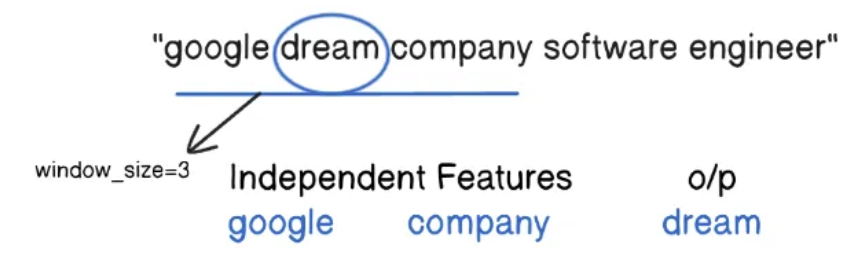 "google dream company software engineer"
window_size=3
Independent Features o/p
google company dream